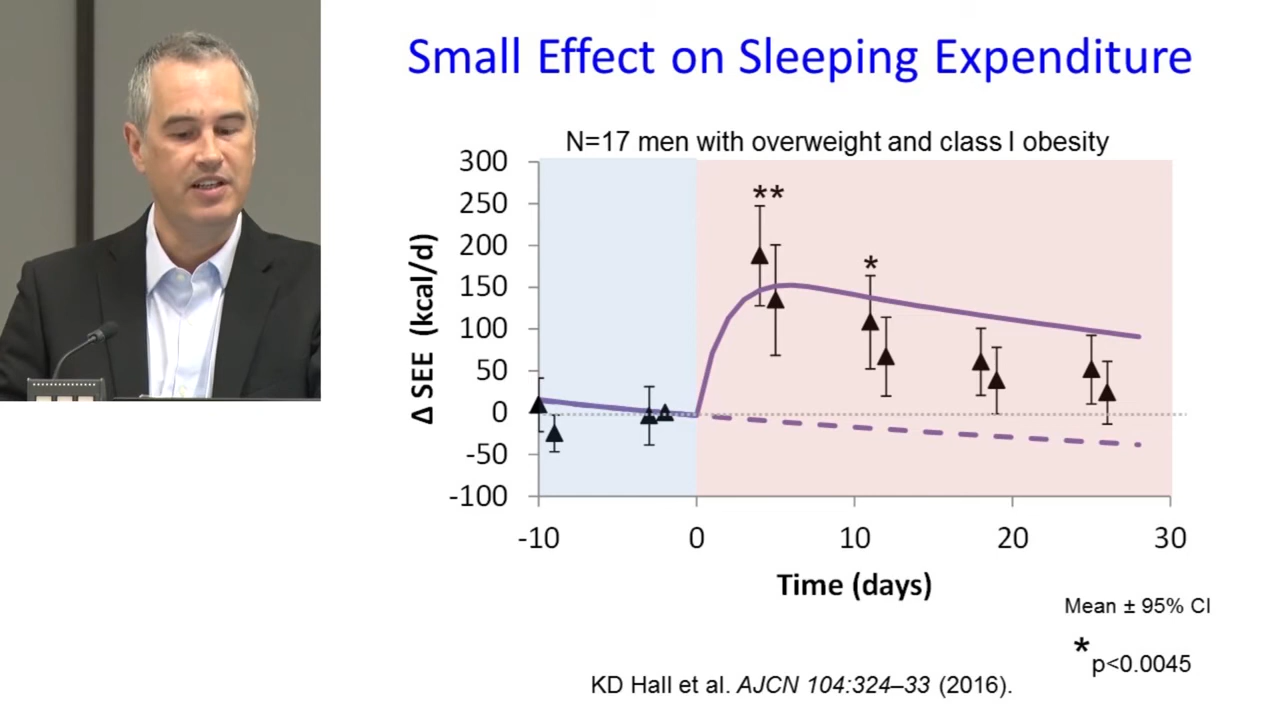 Small Effect on Sleeping Expenditure
N=17 men with overweight and class I obesity
300
250
200
150
100
50
0
-50
-100
Δ SEE (kcal/d)
**
*
-10 0 10 20 30
Time (days)
Mean ± 95% CI
* p<0.0045
KD Hall et al. AJCN 104:324–33 (2016).